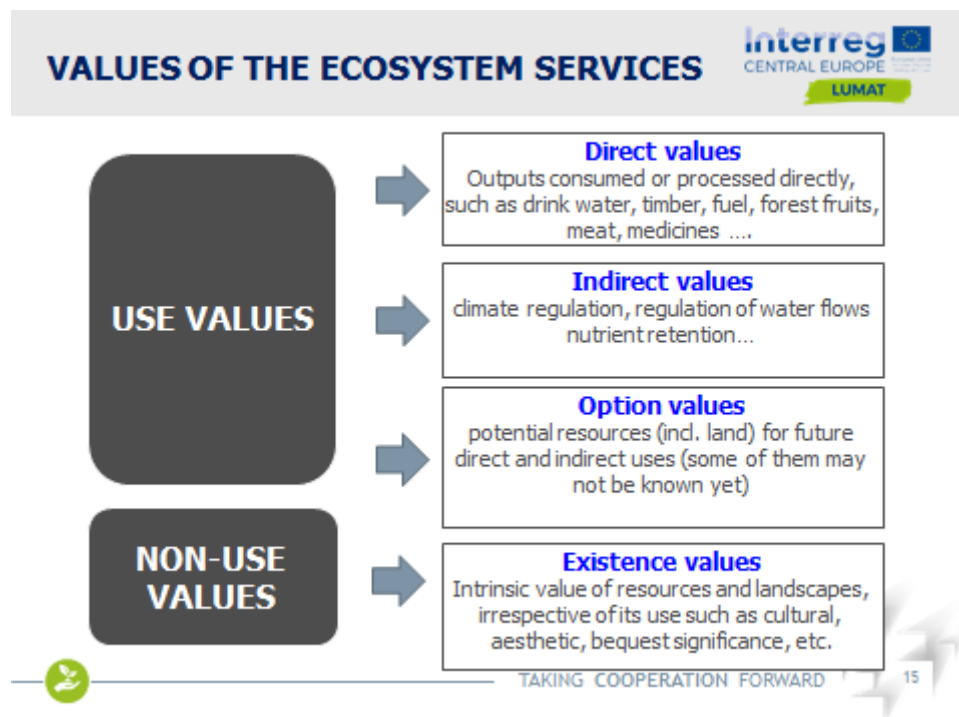 VALUES OF THE ECOSYSTEM SERVICES
Interreg
CENTRAL EUROPE
LUMAT
USE VALUES
Direct values
Outputs consumed or processed directly,
such as drink water, timber, fuel, forest fruits,
meat, medicines ….
Indirect values
climate regulation, regulation of water flows
nutrient retention…
Option values
potential resources (incl. land) for future
direct and indirect uses (some of them may
not be known yet)
NON-USE
VALUES
Existence values
Intrinsic value of resources and landscapes,
irrespective of its use such as cultural,
aesthetic, bequest significance, etc.
TAKING COOPERATION FORWARD
15